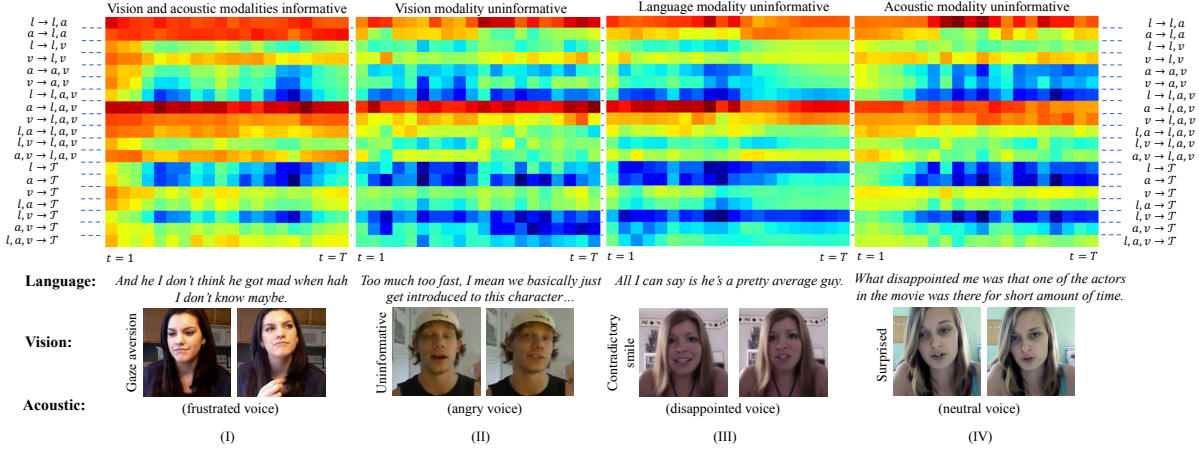 Vision and acoustic modalities informative
Vision modality uninformative
Language modality uninformative
Acoustic modality uninformative
l → l, a
a → l, a
l → l, v
v → l, v
a → a, v
v → a, v
l → l, a, v
a → l, a, v
v → l, a, v
l, a → l, a, v
l, v → l, a, v
a, v → l, a, v
l → 𝒯
a → 𝒯
v → 𝒯
l, a → 𝒯
l, v → 𝒯
a, v → 𝒯
l, a, v → 𝒯
l → l, a
a → l, a
l → l, v
v → l, v
a → a, v
v → a, v
l → l, a, v
a → l, a, v
v → l, a, v
l, a → l, a, v
l, v → l, a, v
a, v → l, a, v
l → 𝒯
a → 𝒯
v → 𝒯
l, a → 𝒯
l, v → 𝒯
a, v → 𝒯
l, a, v → 𝒯
t = 1 t = T t = 1 t = T t = 1 t = T t = 1 t = T
Language:
And he I don't think he got mad when hah
I don't know maybe.
Too much too fast, I mean we basically just
get introduced to this character…
All I can say is he's a pretty average guy.
What disappointed me was that one of the actors
in the movie was there for short amount of time.
Vision:
Gaze aversion
Uninformative
Contradictory
smile
Surprised
Acoustic:
(frustrated voice)
(angry voice)
(disappointed voice)
(neutral voice)
(I)
(II)
(III)
(IV)